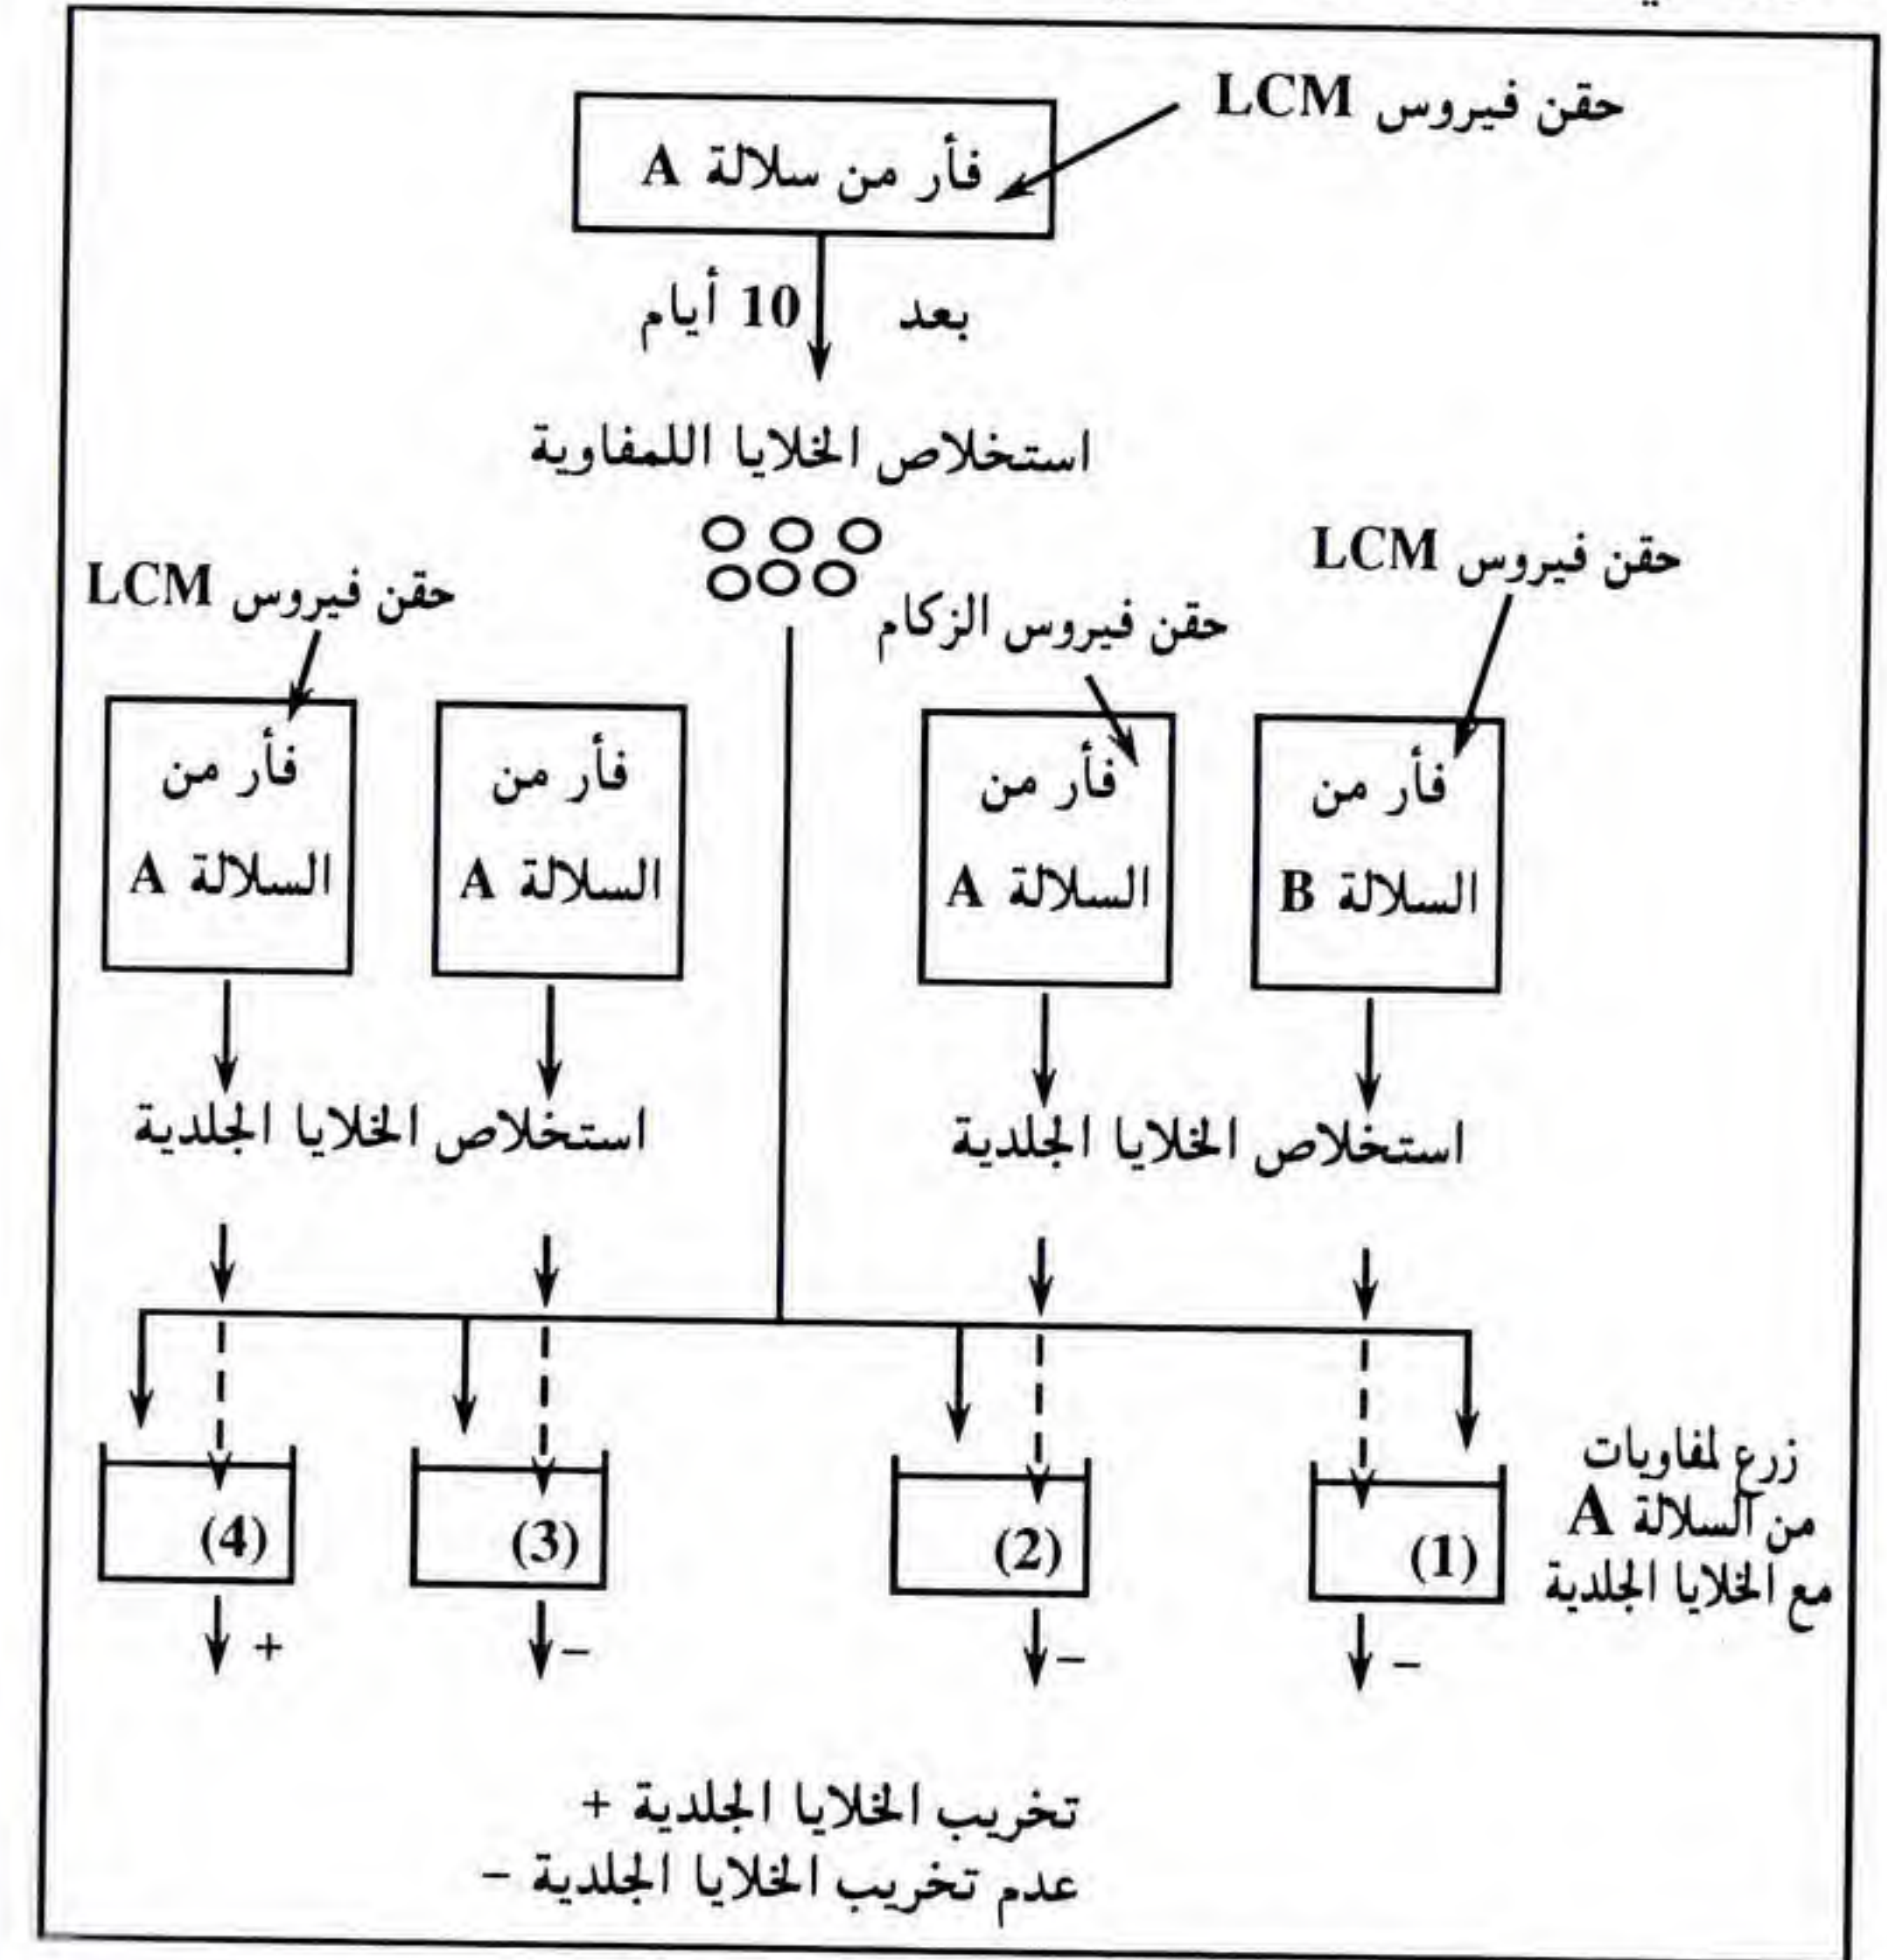 حقن فيروس LCM
فأر من سلالة A
بعد 10 أيام
استخلاص الخلايا اللمفاوية
حقن فيروس LCM
حقن فيروس الزكام
حقن فيروس LCM
فأر من
السلالة B
فأر من
السلالة A
فأر من
السلالة A
فأر من
السلالة A
استخلاص الخلايا الجلدية
استخلاص الخلايا الجلدية
زرع لمفاويات
من السلالة A
مع الخلايا الجلدية
(1)
(2)
(3)
(4)
−
−
−
+
تخريب الخلايا الجلدية +
عدم تخريب الخلايا الجلدية −